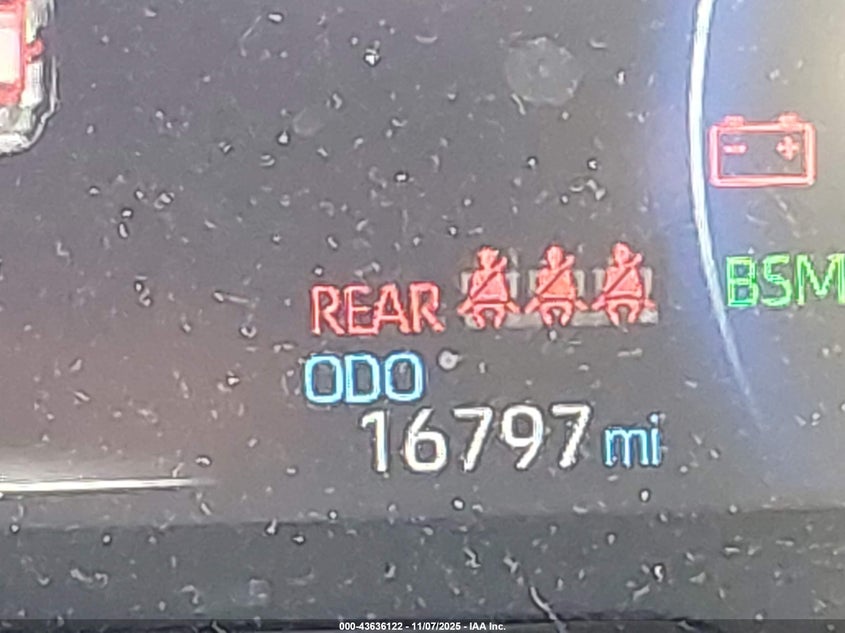 BSM
REAR
ODO
16797 mi
000-43636122 - 11/07/2025 - IAA Inc.